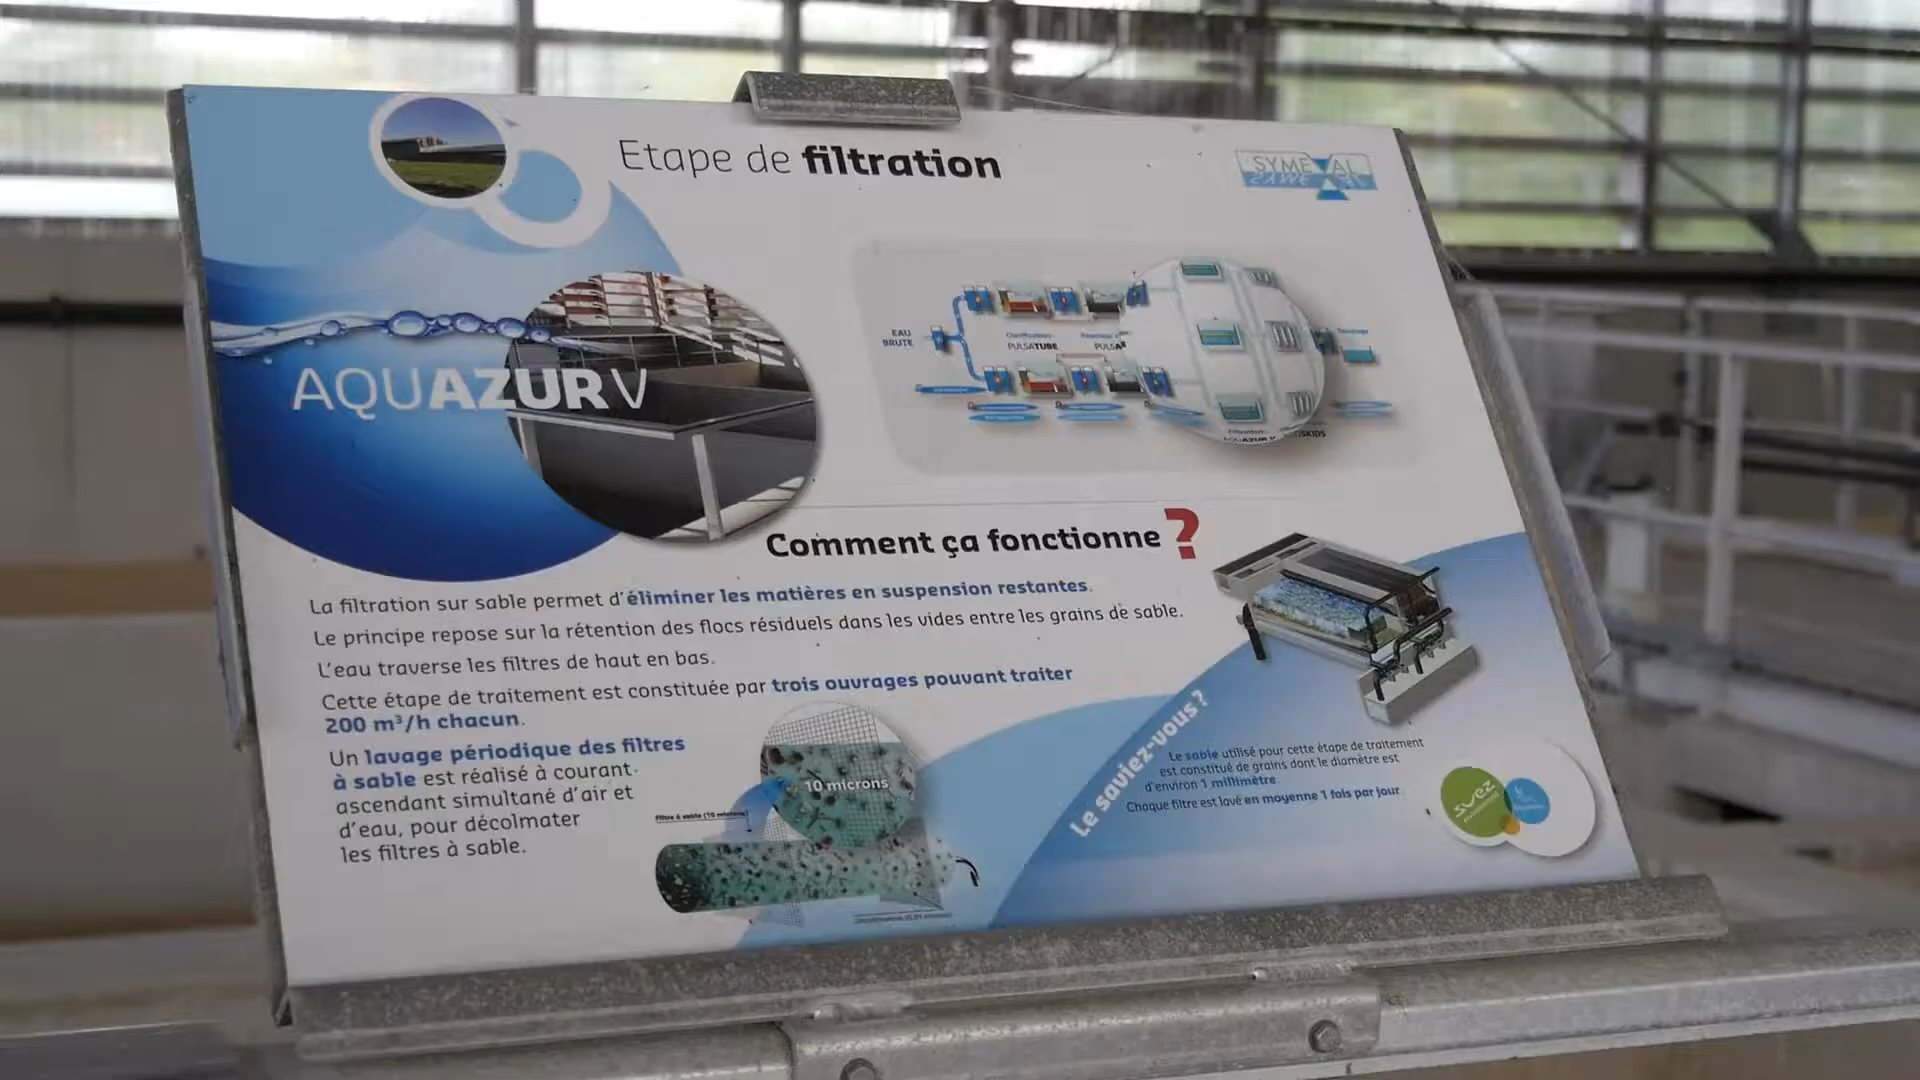 Etape de filtration
SYMEVAL
AQUAZUR V
EAU
BRUTE
PULSATUBE
PULSA
AQUAZUR V
Comment ça fonctionne ?
La filtration sur sable permet d'éliminer les matières en suspension restantes.
Le principe repose sur la rétention des flocs résiduels dans les vides entre les grains de sable.
L'eau traverse les filtres de haut en bas.
Cette étape de traitement est constituée par trois ouvrages pouvant traiter
200 m³/h chacun.
Un lavage périodique des filtres
à sable est réalisé à courant
ascendant simultané d'air et
d'eau, pour décolmater
les filtres à sable.
10 microns
Filtre à sable (10 microns)
Le saviez-vous ?
Le sable utilisé pour cette étape de traitement
est constitué de grains dont le diamètre est
d'environ 1 millimètre.
Chaque filtre est lavé en moyenne 1 fois par jour.
suez